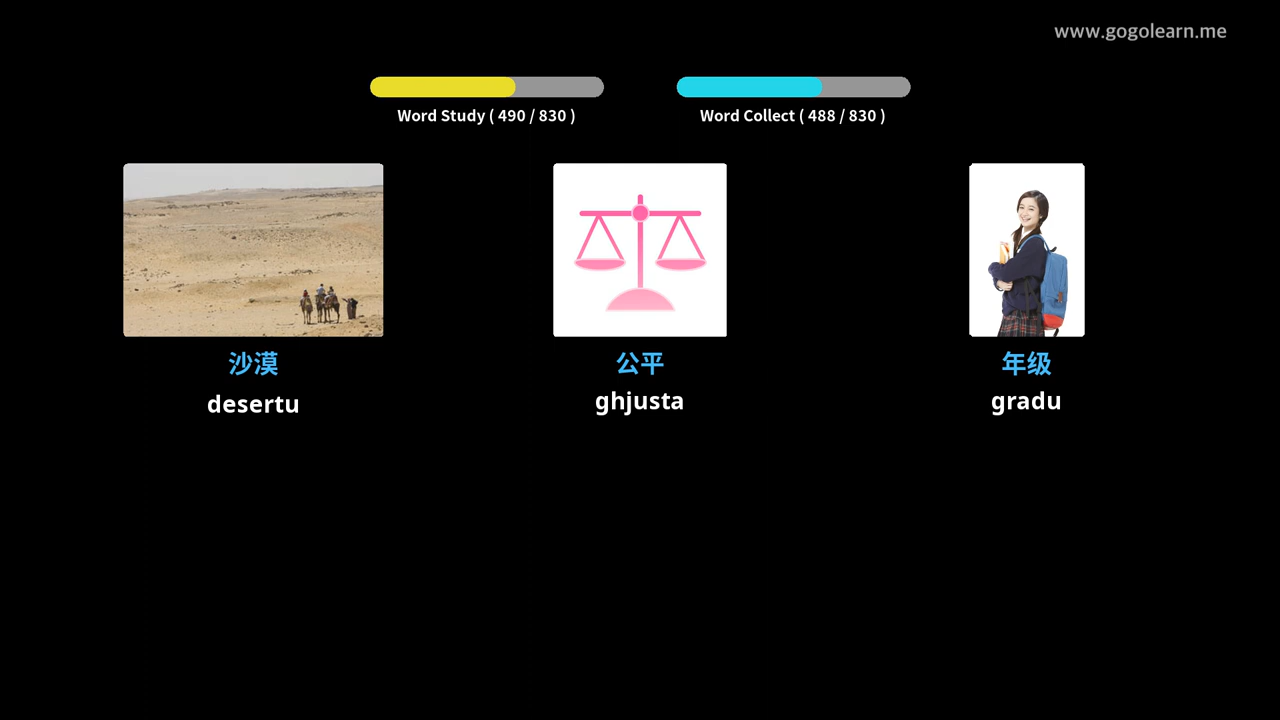 www.gogolearn.me
Word Study ( 490 / 830 )
Word Collect ( 488 / 830 )
沙漠
公平
年级
desertu
ghjusta
gradu